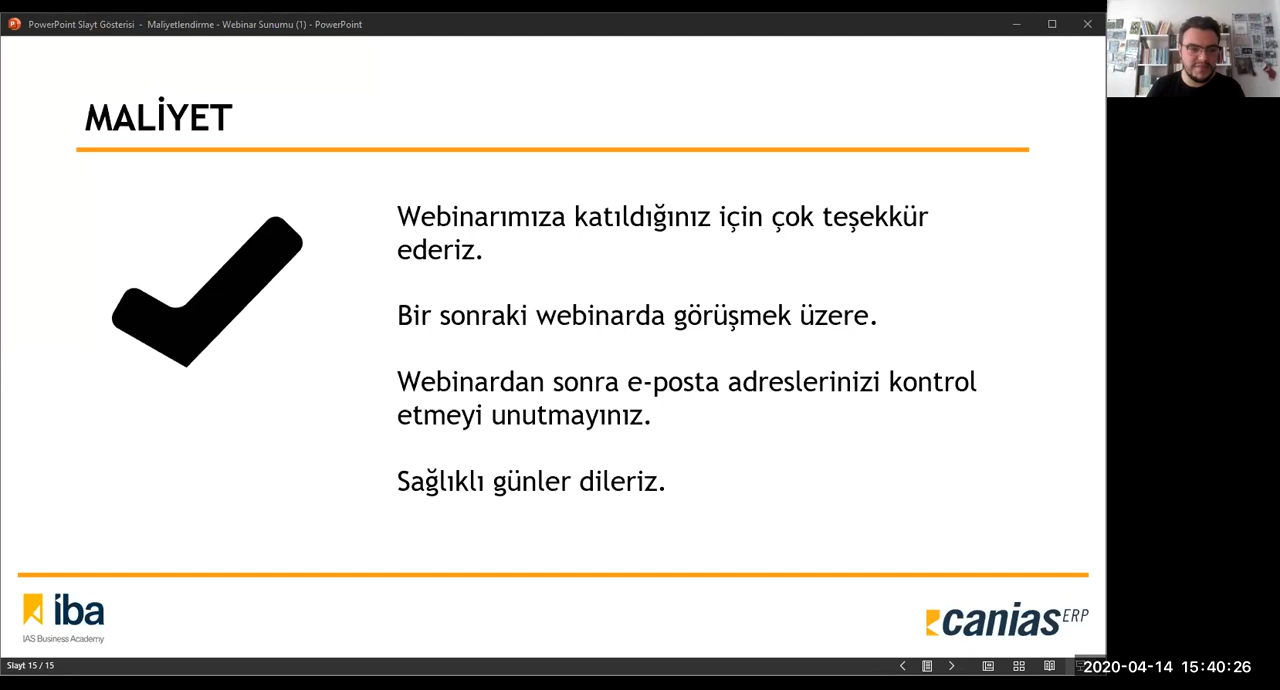 PowerPoint Slayt Gösterisi - Maliyetlendirme - Webinar Sunumu (1) - PowerPoint
MALİYET
Webinarımıza katıldığınız için çok teşekkür
ederiz.
Bir sonraki webinarda görüşmek üzere.
Webinardan sonra e-posta adreslerinizi kontrol
etmeyi unutmayınız.
Sağlıklı günler dileriz.
iba
IAS Business Academy
canias ERP
Slayt 15 / 15
2020-04-14 15:40:26